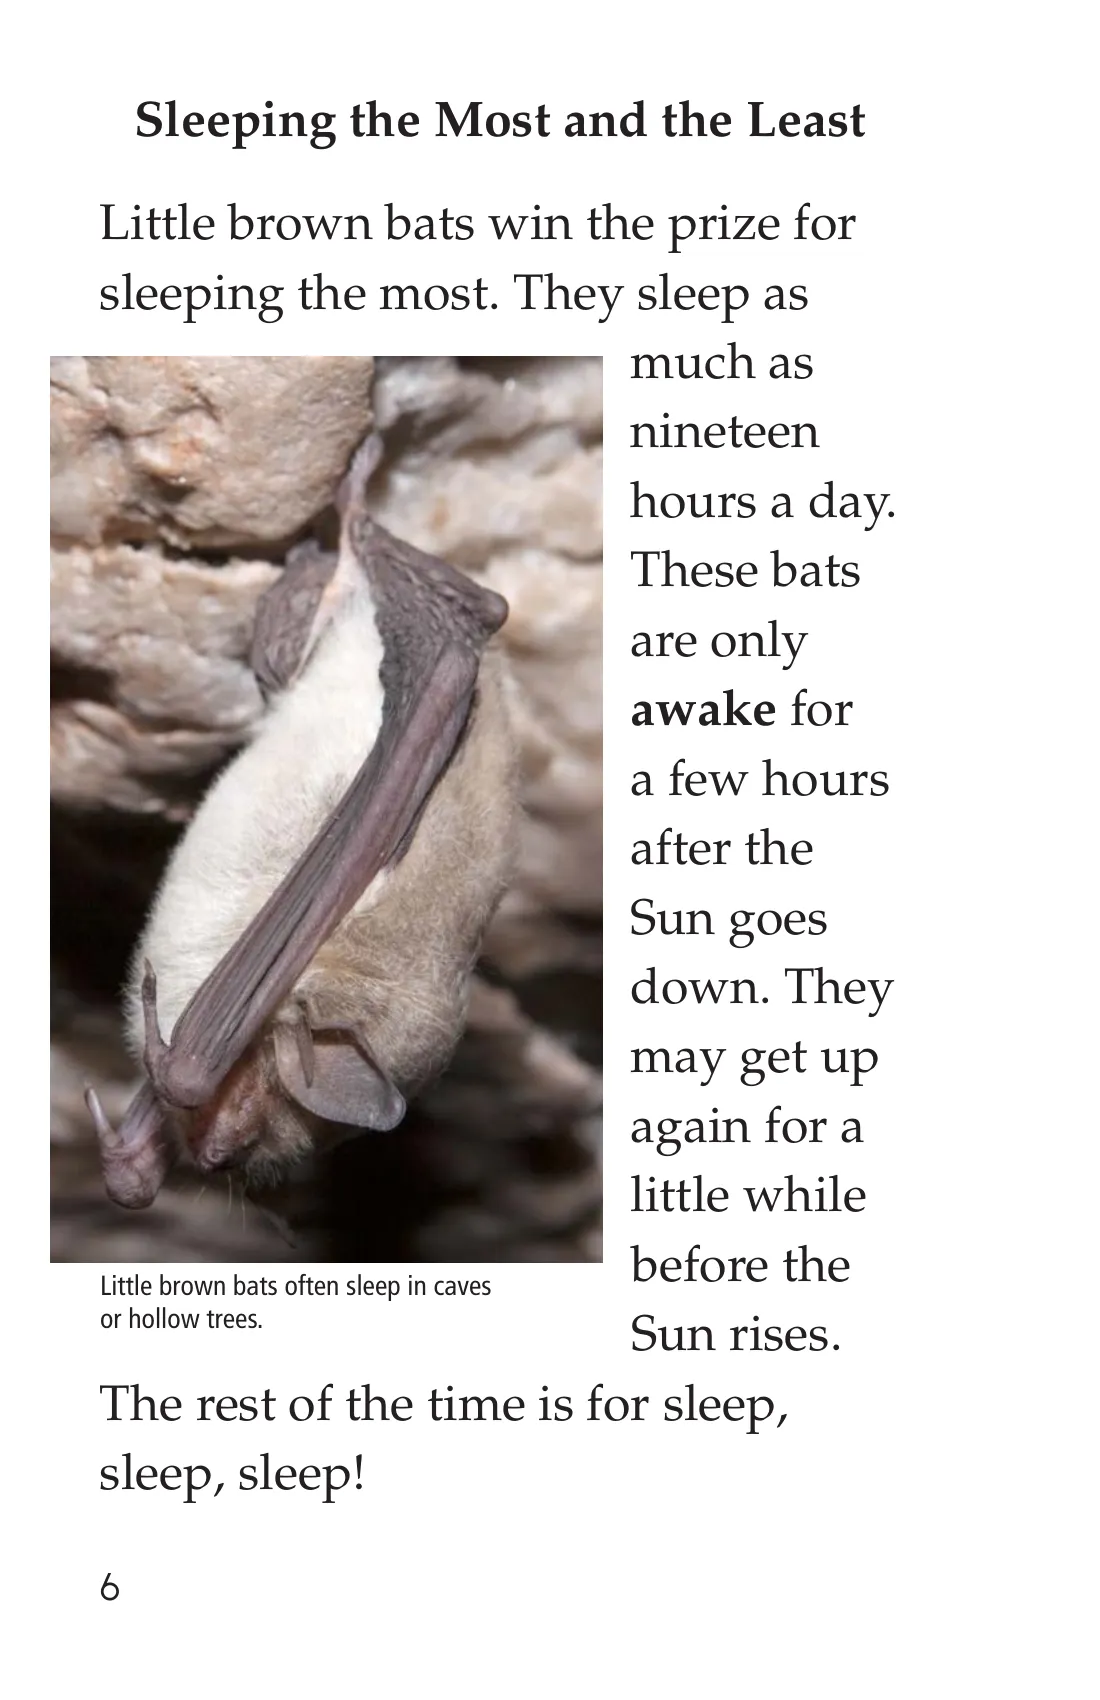 Sleeping the Most and the Least
Little brown bats win the prize for
sleeping the most. They sleep as
much as
nineteen
hours a day.
These bats
are only
awake for
a few hours
after the
Sun goes
down. They
may get up
again for a
little while
before the
Sun rises.
Little brown bats often sleep in caves
or hollow trees.
The rest of the time is for sleep,
sleep, sleep!
6